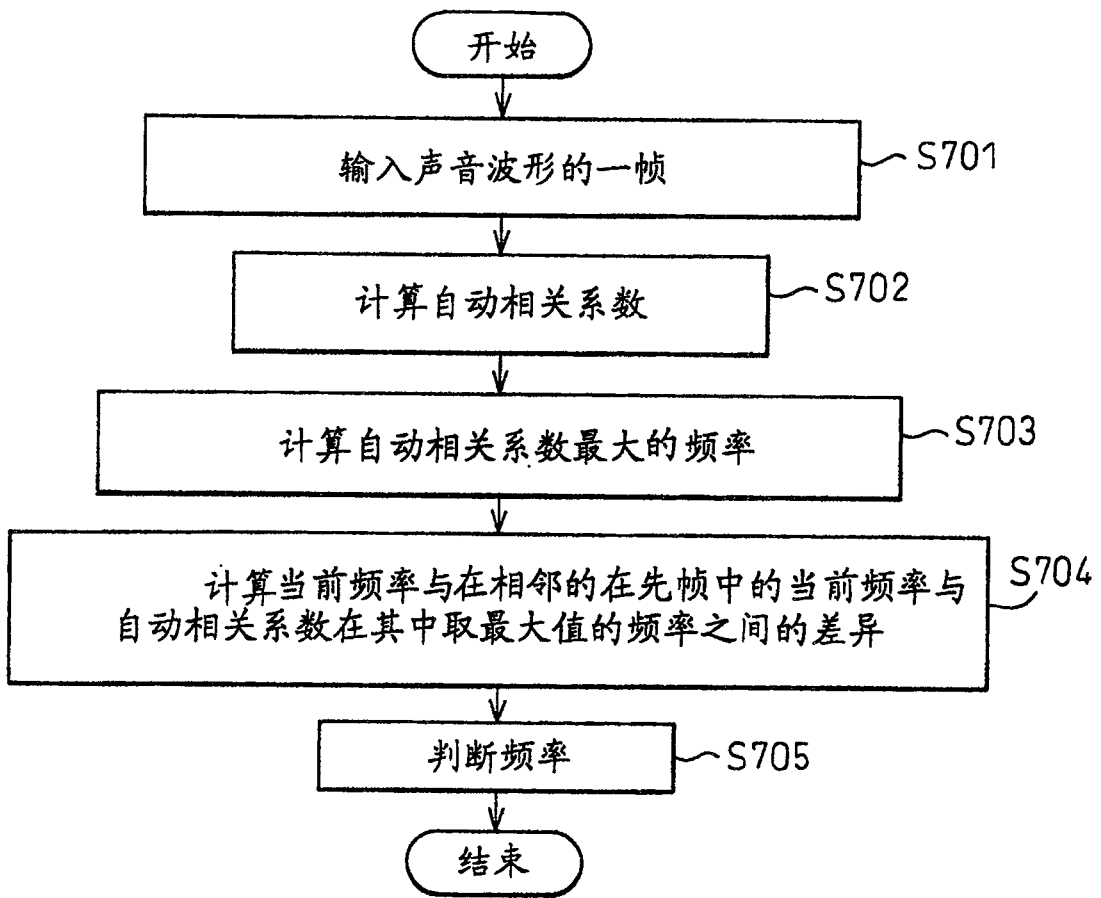 开始
输入声音波形的一帧
S701
计算自动相关系数
S702
计算自动相关系数最大的频率
S703
计算当前频率与在相邻的在先帧中的当前频率与
自动相关系数在其中取最大值的频率之间的差异
S704
判断频率
S705
结束